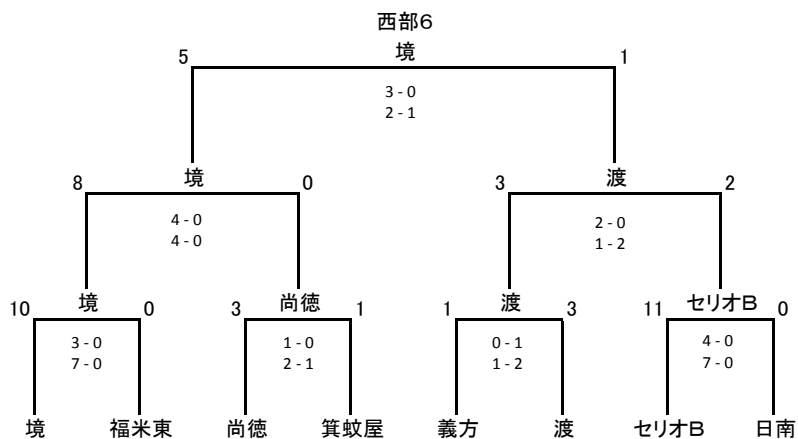 西部6
5 境 1
3 - 0
2 - 1
8 境 0 3 渡 2
4 - 0 2 - 0
4 - 0 1 - 2
10 境 0 3 尚徳 1 1 渡 3 11 セリオB 0
3 - 0 1 - 0 0 - 1 4 - 0
7 - 0 2 - 1 1 - 2 7 - 0
境 福米東 尚徳 箕蚊屋 義方 渡 セリオB 日南